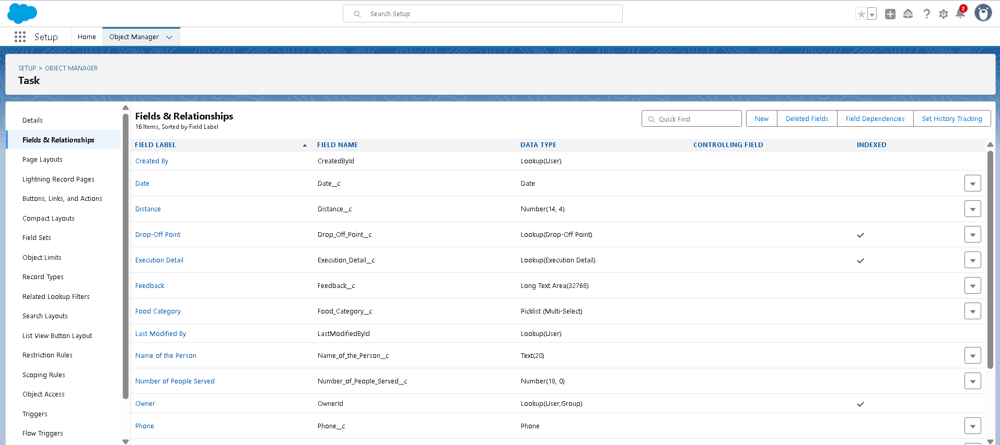 Search Setup
2
Setup
Home
Object Manager
SETUP > OBJECT MANAGER
Task
Details
Fields & Relationships
Page Layouts
Lightning Record Pages
Buttons, Links, and Actions
Compact Layouts
Field Sets
Object Limits
Record Types
Related Lookup Filters
Search Layouts
List View Button Layout
Restriction Rules
Scoping Rules
Object Access
Triggers
Flow Triggers
Fields & Relationships
16 Items, Sorted by Field Label
Quick Find
New
Deleted Fields
Field Dependencies
Set History Tracking
FIELD LABEL FIELD NAME DATA TYPE CONTROLLING FIELD INDEXED
Created By CreatedById Lookup(User)
Date Date__c Date
Distance Distance__c Number(14, 4)
Drop-Off Point Drop_Off_Point__c Lookup(Drop-Off Point)
Execution Detail Execution_Detail__c Lookup(Execution Detail)
Feedback Feedback__c Long Text Area(32768)
Food Category Food_Category__c Picklist (Multi-Select)
Last Modified By LastModifiedById Lookup(User)
Name of the Person Name_of_the_Person__c Text(20)
Number of People Served Number_of_People_Served__c Number(18, 0)
Owner OwnerId Lookup(User,Group)
Phone Phone__c Phone